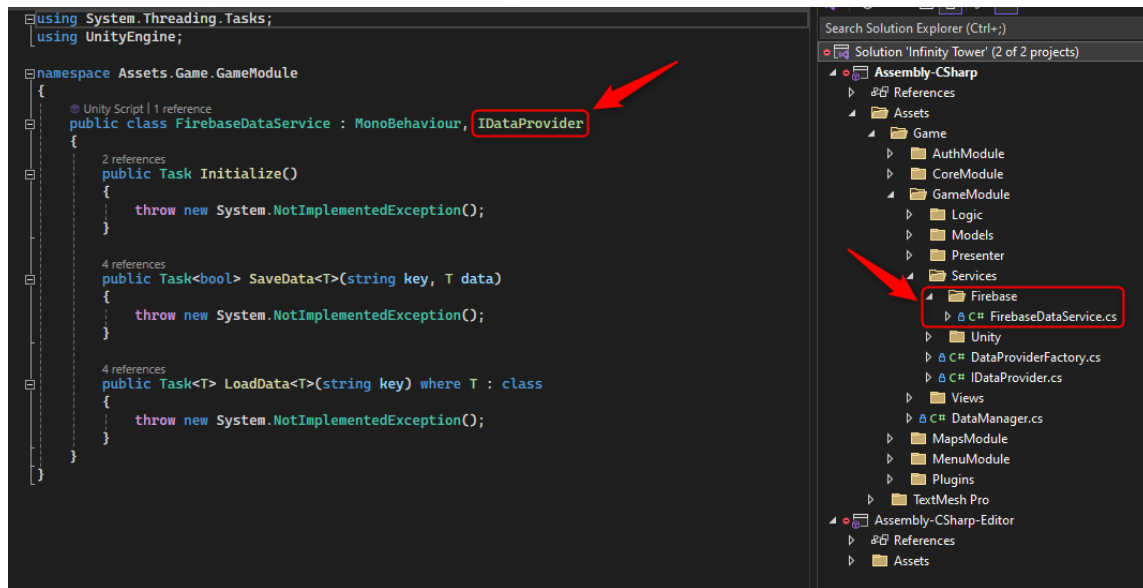 using System.Threading.Tasks;
using UnityEngine;
namespace Assets.Game.GameModule
{
Unity Script | 1 reference
public class FirebaseDataService : MonoBehaviour, IDataProvider
{
2 references
public Task Initialize()
{
throw new System.NotImplementedException();
}
4 references
public Task<bool> SaveData<T>(string key, T data)
{
throw new System.NotImplementedException();
}
4 references
public Task<T> LoadData<T>(string key) where T : class
{
throw new System.NotImplementedException();
}
}
}
Search Solution Explorer (Ctrl+;)
Solution 'Infinity Tower' (2 of 2 projects)
Assembly-CSharp
References
Assets
Game
AuthModule
CoreModule
GameModule
Logic
Models
Presenter
Services
Firebase
C# FirebaseDataService.cs
Unity
C# DataProviderFactory.cs
C# IDataProvider.cs
Views
C# DataManager.cs
MapsModule
MenuModule
Plugins
TextMesh Pro
Assembly-CSharp-Editor
References
Assets